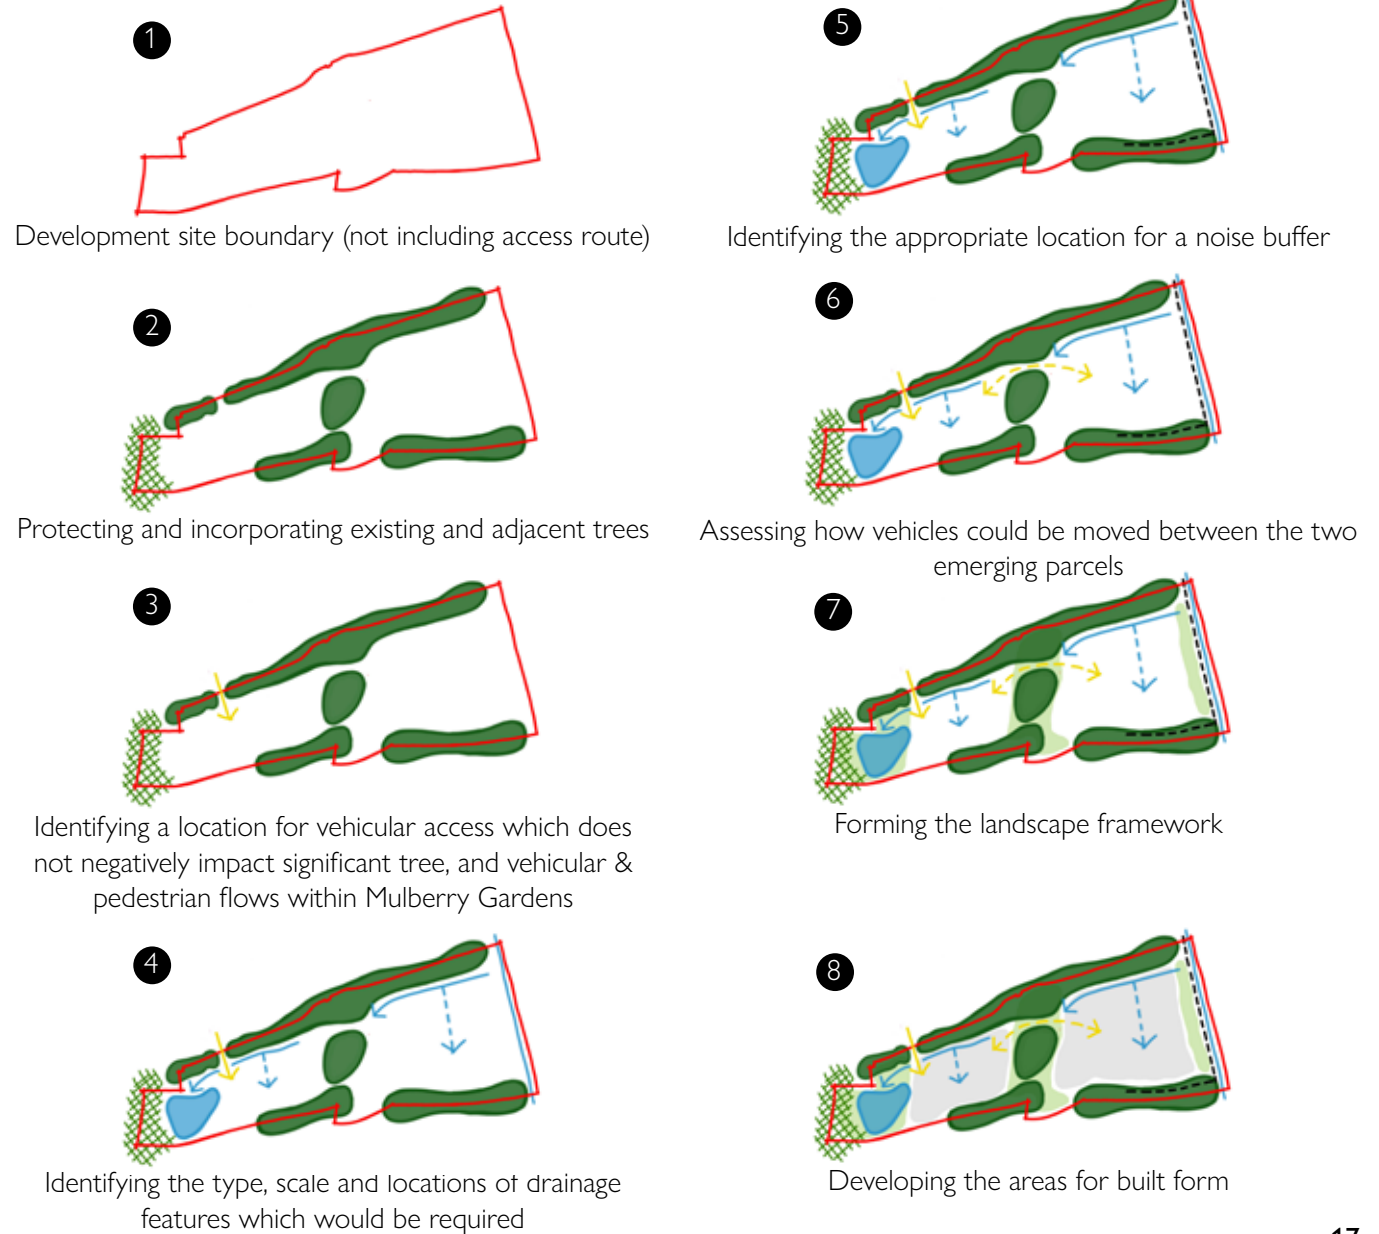 1
Development site boundary (not including access route)
2
Protecting and incorporating existing and adjacent trees
3
Identifying a location for vehicular access which does
not negatively impact significant tree, and vehicular &
pedestrian flows within Mulberry Gardens
4
Identifying the type, scale and locations of drainage
features which would be required
5
Identifying the appropriate location for a noise buffer
6
Assessing how vehicles could be moved between the two
emerging parcels
7
Forming the landscape framework
8
Developing the areas for built form
17